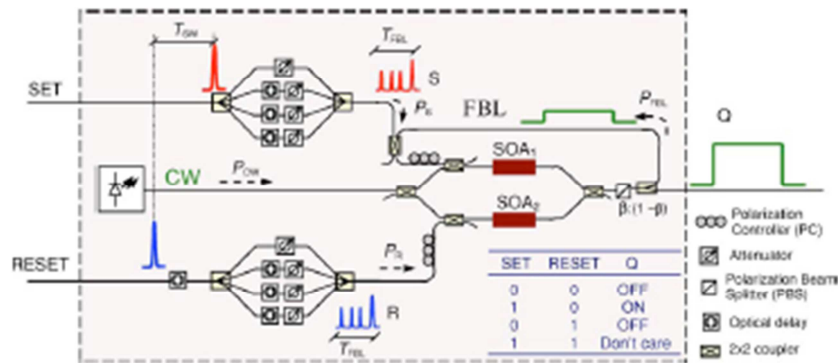 T_SW
T_FBL
S
SET
P_S
FBL
P_FBL
Q
SOA₁
CW
P_CW
SOA₂
β:(1-β)
Polarization
Controller (PC)
RESET
P_R
Attenuator
SET RESET Q
Polarization Beam
Splitter (PBS)
0 0 OFF
1 0 ON
0 1 OFF
1 1 Don't care
R
T_FBL
Optical delay
2x2 coupler